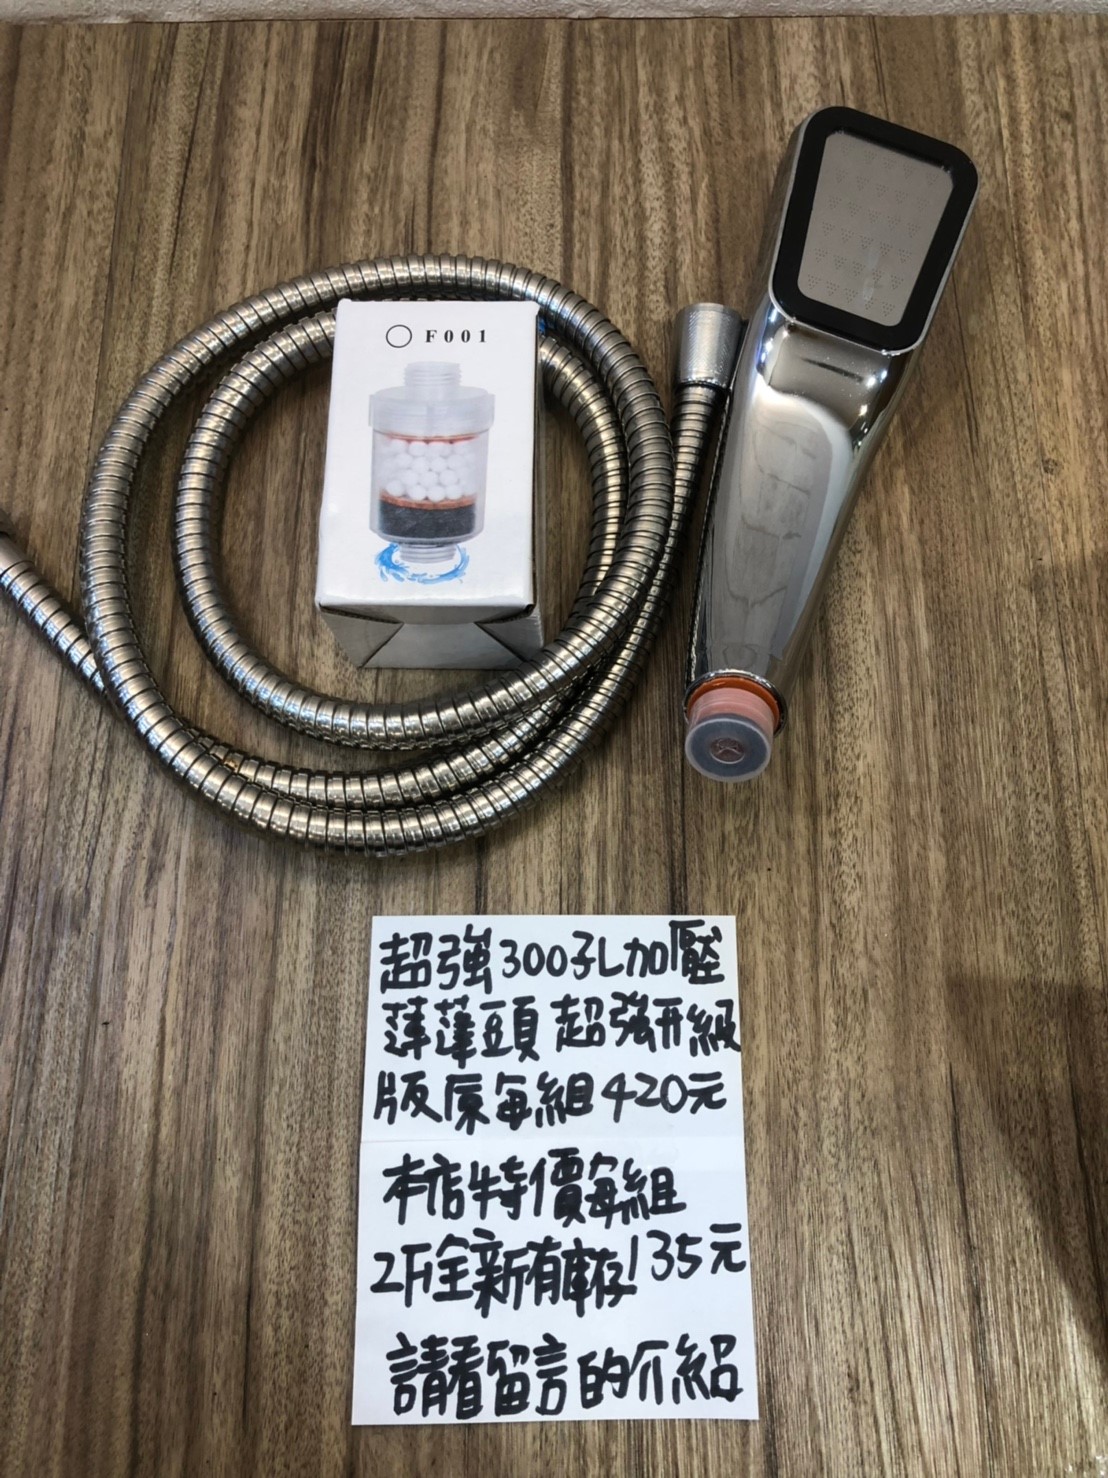 F001
超強300孔加壓
蓮蓬頭 超強升級
版原每組420元
本店特價每組
2F全新有庫存135元
請看留言的介紹